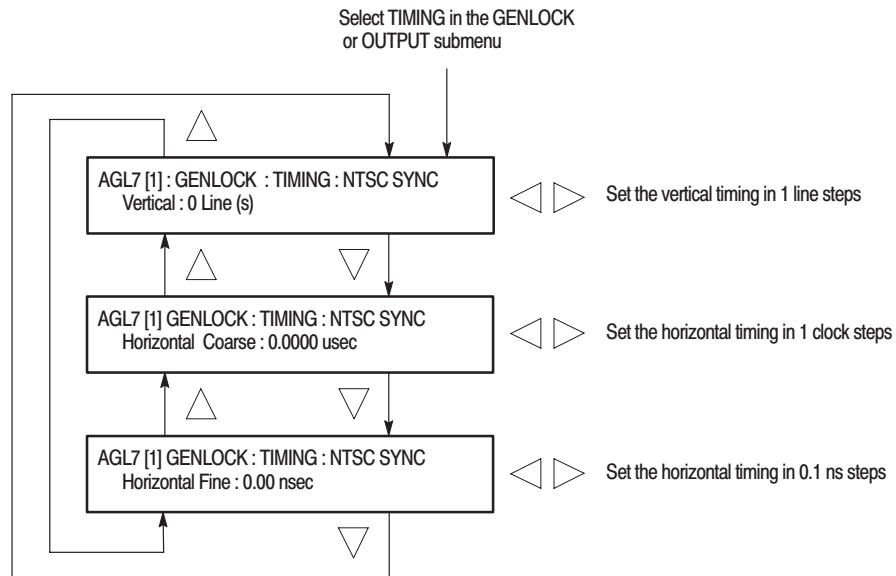 Select TIMING in the GENLOCK
or OUTPUT submenu
AGL7 [1] : GENLOCK : TIMING : NTSC SYNC
Vertical : 0 Line (s)
Set the vertical timing in 1 line steps
AGL7 [1] GENLOCK : TIMING : NTSC SYNC
Horizontal Coarse : 0.0000 usec
Set the horizontal timing in 1 clock steps
AGL7 [1] GENLOCK : TIMING : NTSC SYNC
Horizontal Fine : 0.00 nsec
Set the horizontal timing in 0.1 ns steps